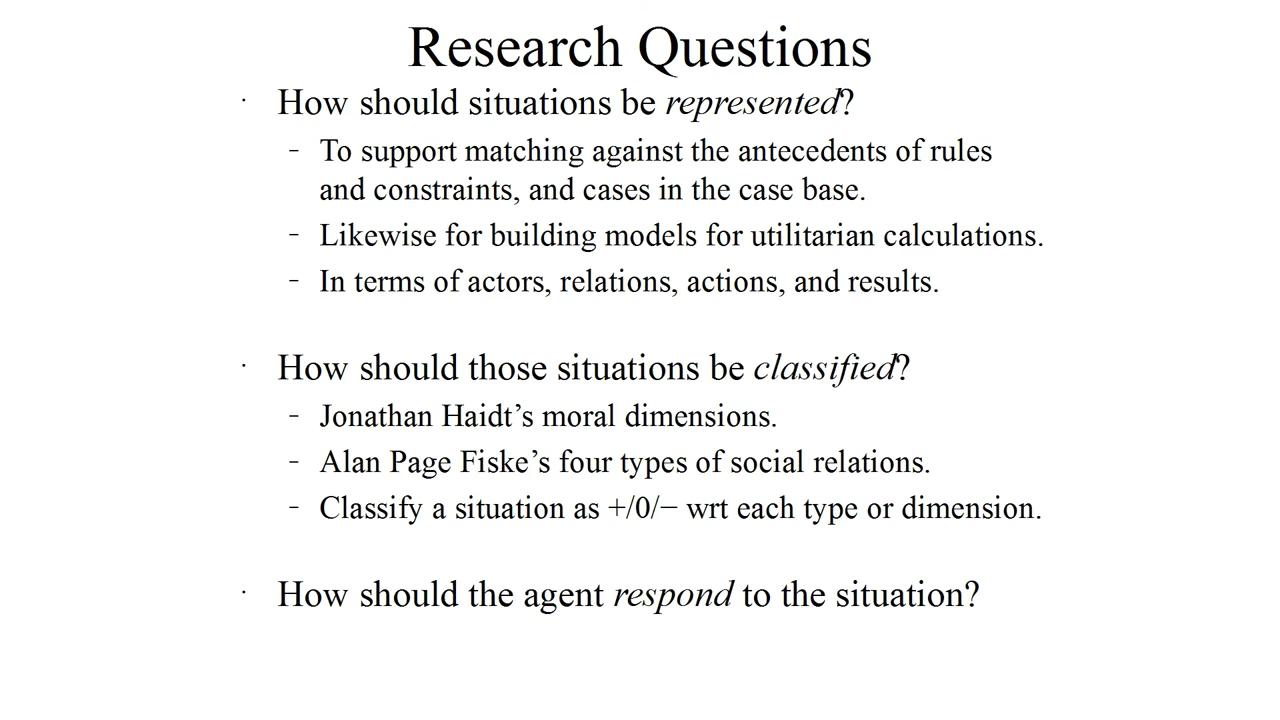 Research Questions
· How should situations be represented?
– To support matching against the antecedents of rules
and constraints, and cases in the case base.
– Likewise for building models for utilitarian calculations.
– In terms of actors, relations, actions, and results.
· How should those situations be classified?
– Jonathan Haidt’s moral dimensions.
– Alan Page Fiske’s four types of social relations.
– Classify a situation as +/0/− wrt each type or dimension.
· How should the agent respond to the situation?